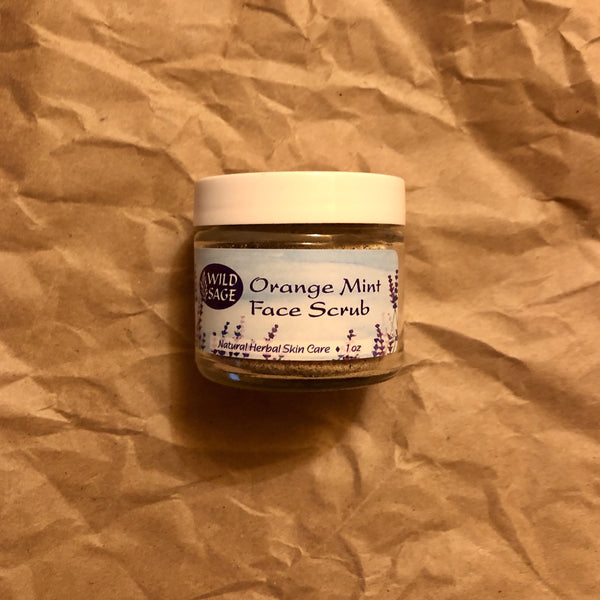 WILD
SAGE
Orange Mint
Face Scrub
Natural Herbal Skin Care ♦ 1 oz